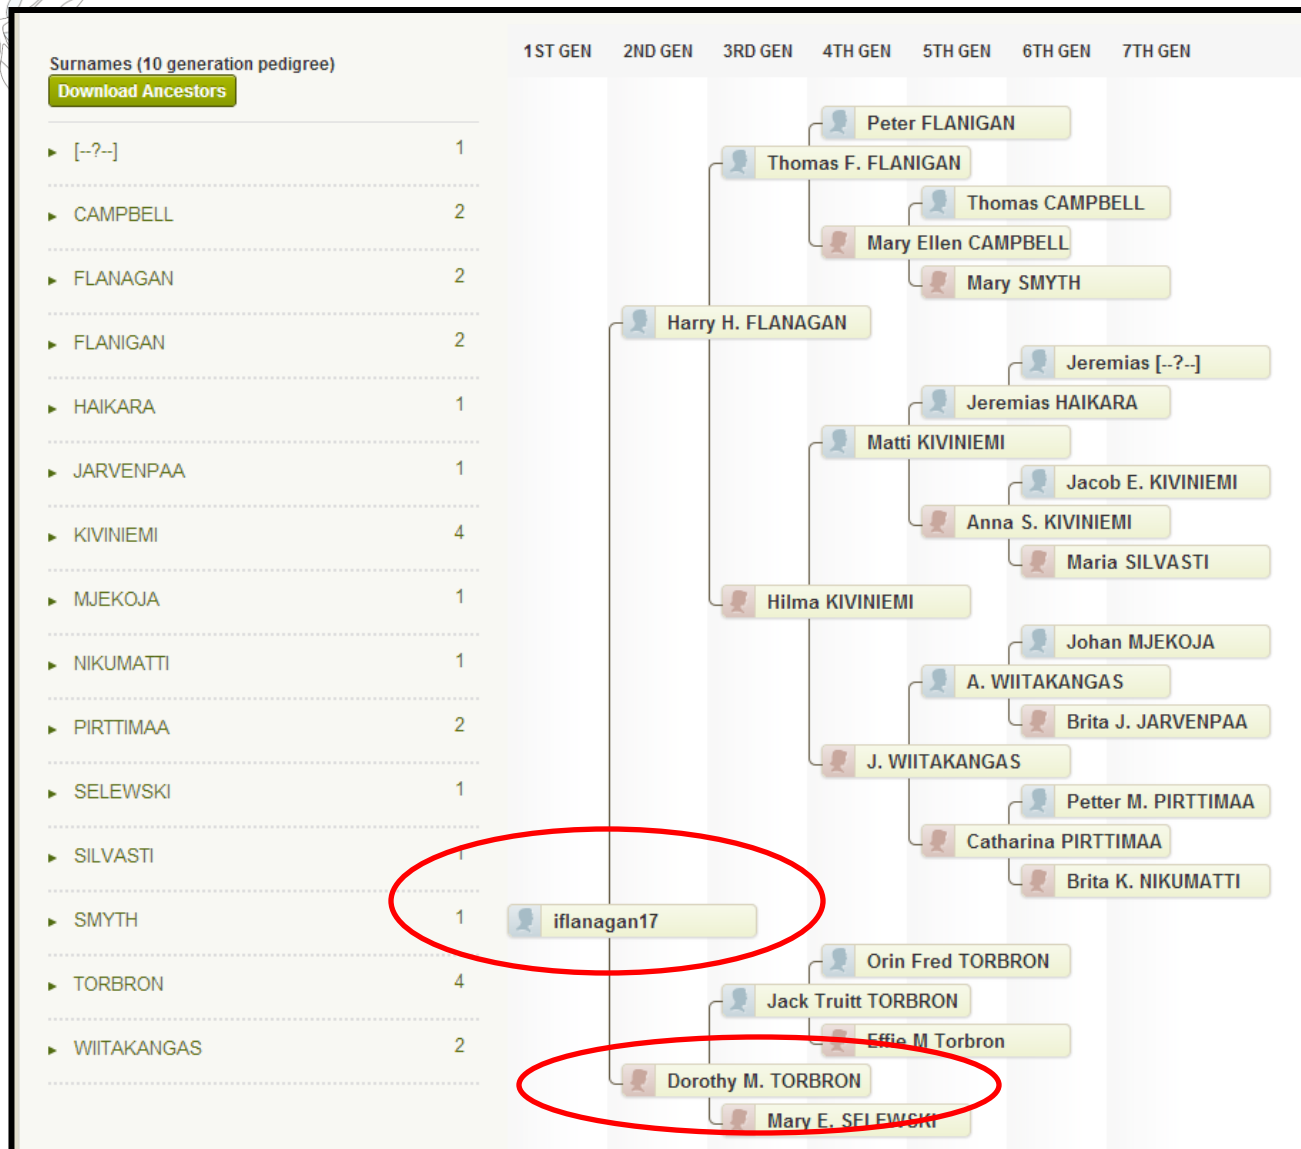 1ST GEN 2ND GEN 3RD GEN 4TH GEN 5TH GEN 6TH GEN 7TH GEN
Surnames (10 generation pedigree)
Download Ancestors
[--?--] 1
CAMPBELL 2
FLANAGAN 2
FLANIGAN 2
HAIKARA 1
JARVENPAA 1
KIVINIEMI 4
MJEKOJA 1
NIKUMATTI 1
PIRTTIMAA 2
SELEWSKI 1
SILVASTI 1
SMYTH 1
TORBRON 4
WIITAKANGAS 2
Peter FLANIGAN
Thomas F. FLANIGAN
Thomas CAMPBELL
Mary Ellen CAMPBELL
Mary SMYTH
Harry H. FLANAGAN
Jeremias [--?--]
Jeremias HAIKARA
Matti KIVINIEMI
Jacob E. KIVINIEMI
Anna S. KIVINIEMI
Maria SILVASTI
Hilma KIVINIEMI
Johan MJEKOJA
A. WIITAKANGAS
Brita J. JARVENPAA
J. WIITAKANGAS
Petter M. PIRTTIMAA
Catharina PIRTTIMAA
Brita K. NIKUMATTI
iflanagan17
Orin Fred TORBRON
Jack Truitt TORBRON
Effie M Torbron
Dorothy M. TORBRON
Mary E. SELEWSKI